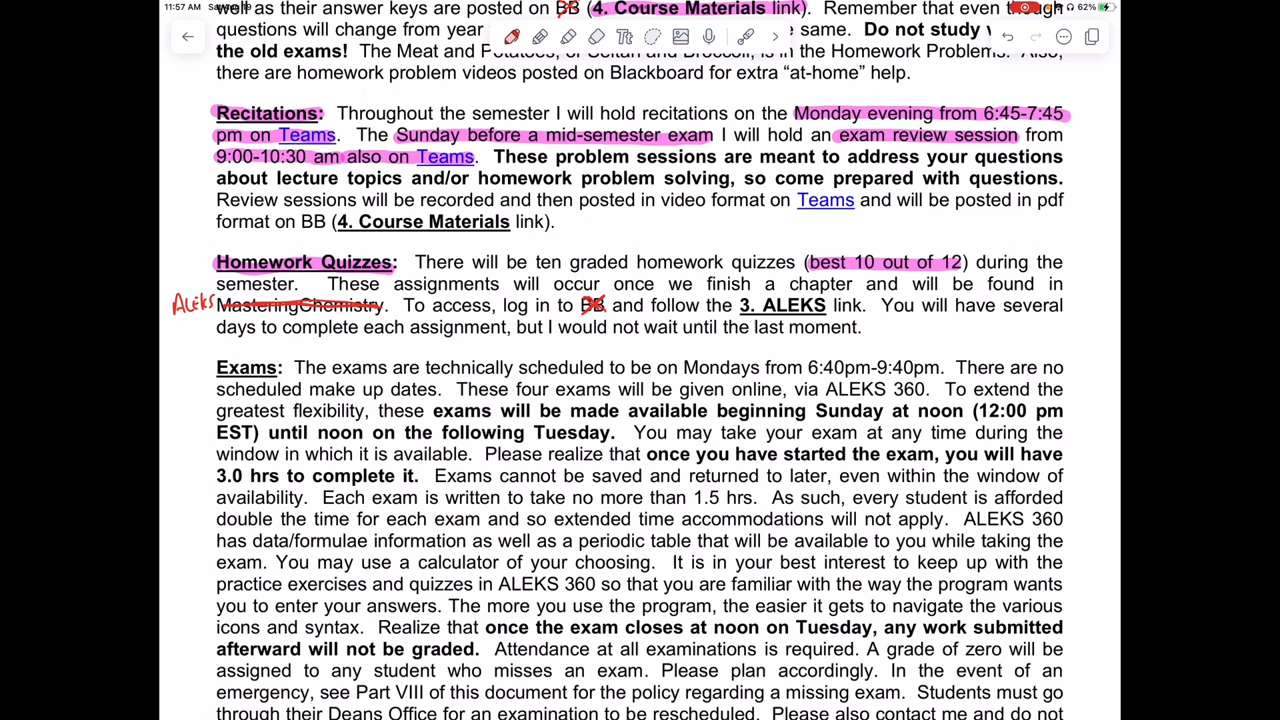 11:57 AM Sat
62%
well as their answer keys are posted on BB (4. Course Materials link). Remember that even though
questions will change from year same. Do not study
the old exams! The Meat and Potatoes, or Seitan and Broccoli, is in the Homework Problems. Also,
there are homework problem videos posted on Blackboard for extra “at-home” help.
Recitations: Throughout the semester I will hold recitations on the Monday evening from 6:45-7:45
pm on Teams. The Sunday before a mid-semester exam I will hold an exam review session from
9:00-10:30 am also on Teams. These problem sessions are meant to address your questions
about lecture topics and/or homework problem solving, so come prepared with questions.
Review sessions will be recorded and then posted in video format on Teams and will be posted in pdf
format on BB (4. Course Materials link).
Homework Quizzes: There will be ten graded homework quizzes (best 10 out of 12) during the
semester. These assignments will occur once we finish a chapter and will be found in
ALEKS MasteringChemistry. To access, log in to BB and follow the 3. ALEKS link. You will have several
days to complete each assignment, but I would not wait until the last moment.
Exams: The exams are technically scheduled to be on Mondays from 6:40pm-9:40pm. There are no
scheduled make up dates. These four exams will be given online, via ALEKS 360. To extend the
greatest flexibility, these exams will be made available beginning Sunday at noon (12:00 pm
EST) until noon on the following Tuesday. You may take your exam at any time during the
window in which it is available. Please realize that once you have started the exam, you will have
3.0 hrs to complete it. Exams cannot be saved and returned to later, even within the window of
availability. Each exam is written to take no more than 1.5 hrs. As such, every student is afforded
double the time for each exam and so extended time accommodations will not apply. ALEKS 360
has data/formulae information as well as a periodic table that will be available to you while taking the
exam. You may use a calculator of your choosing. It is in your best interest to keep up with the
practice exercises and quizzes in ALEKS 360 so that you are familiar with the way the program wants
you to enter your answers. The more you use the program, the easier it gets to navigate the various
icons and syntax. Realize that once the exam closes at noon on Tuesday, any work submitted
afterward will not be graded. Attendance at all examinations is required. A grade of zero will be
assigned to any student who misses an exam. Please plan accordingly. In the event of an
emergency, see Part VIII of this document for the policy regarding a missing exam. Students must go
through their Deans Office for an examination to be rescheduled. Please also contact me and do not